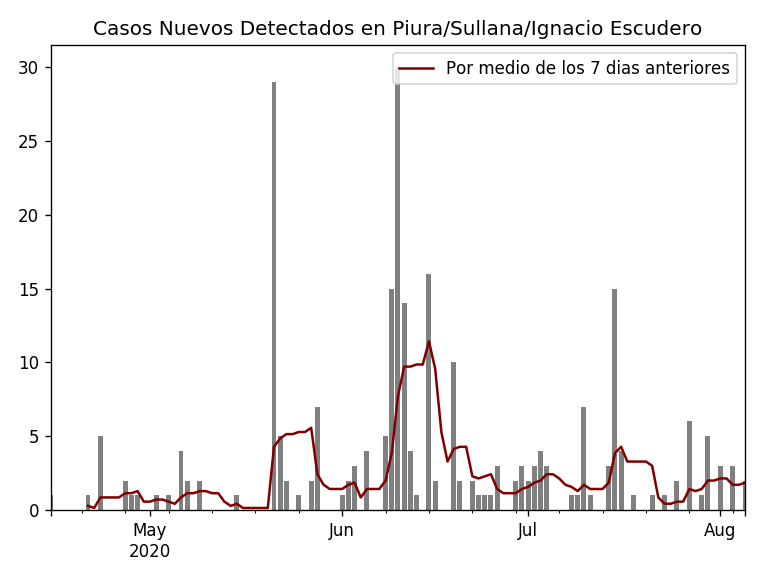 Casos Nuevos Detectados en Piura/Sullana/Ignacio Escudero
Por medio de los 7 dias anteriores
30
25
20
15
10
5
0
May
2020
Jun
Jul
Aug